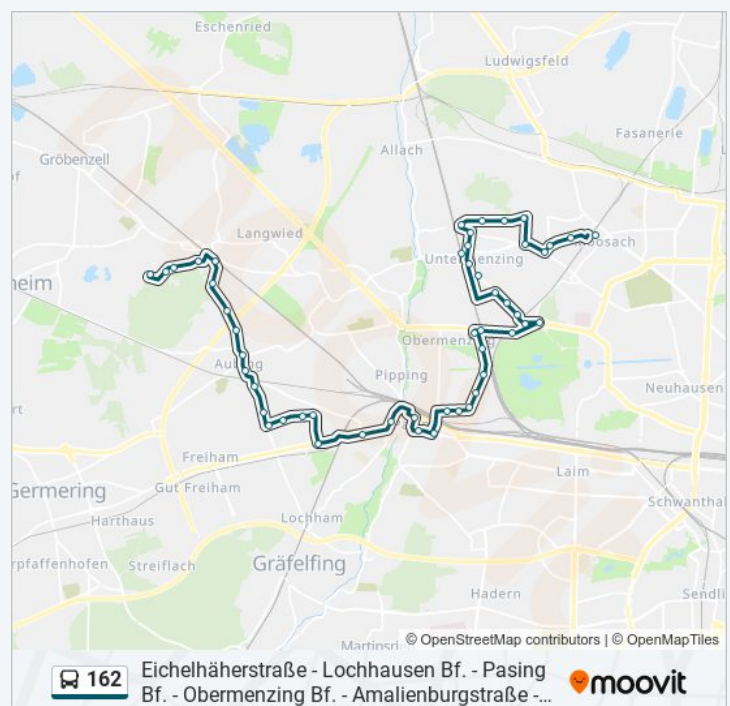 Eschenried
Ludwigsfeld
Fasanerie
Allach
Gröbenzell
Langwied
Untermenzing
Moosach
heim
Obermenzing
Aubing
Pipping
Neuhausen
Freiham
Laim
Germering
Gut Freiham
Schwanthal
Harthaus
Lochham
rpfaffenhofen
Streiflach
Gräfelfing
Hadern
Sendli
Martinsri
© OpenStreetMap contributors | © OpenMapTiles
162
Eichelhäherstraße - Lochhausen Bf. - Pasing
Bf. - Obermenzing Bf. - Amalienburgstraße -...
moovit